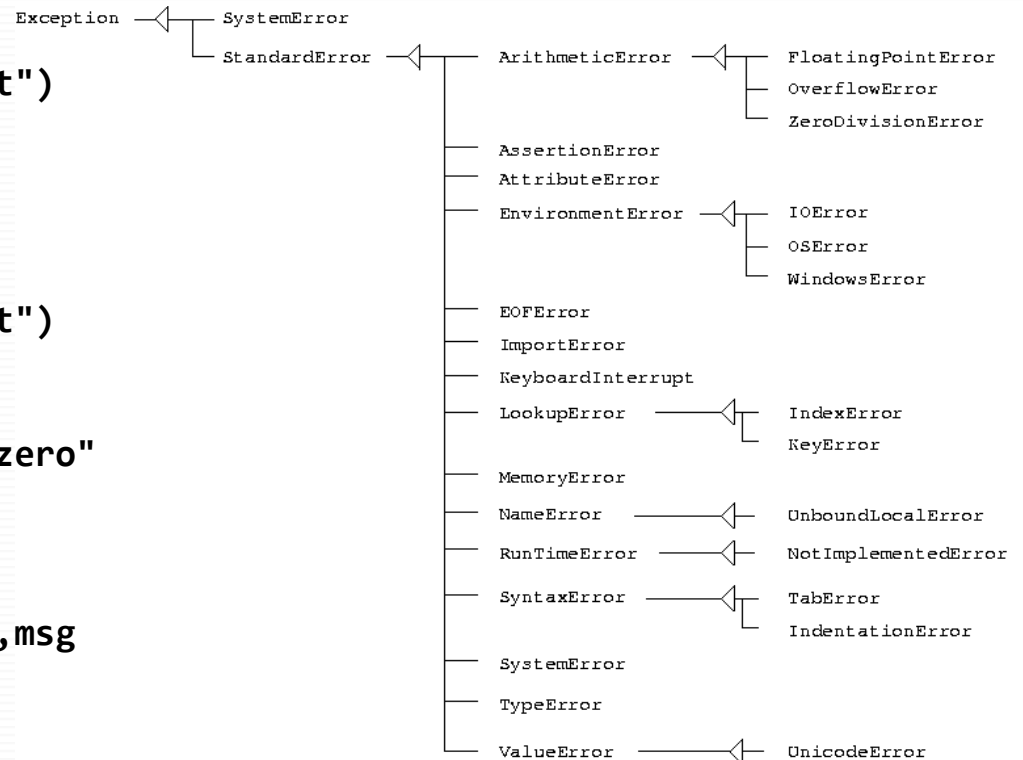 Exception SystemError
StandardError ArithmeticError FloatingPointError
t")
OverflowError
ZeroDivisionError
AssertionError
AttributeError
EnvironmentError IOError
OSError
WindowsError
EOFError
t")
ImportError
KeyboardInterrupt
LookupError IndexError
KeyError
zero"
MemoryError
NameError UnboundLocalError
RunTimeError NotImplementedError
SyntaxError TabError
IndentationError
,msg
SystemError
TypeError
ValueError UnicodeError